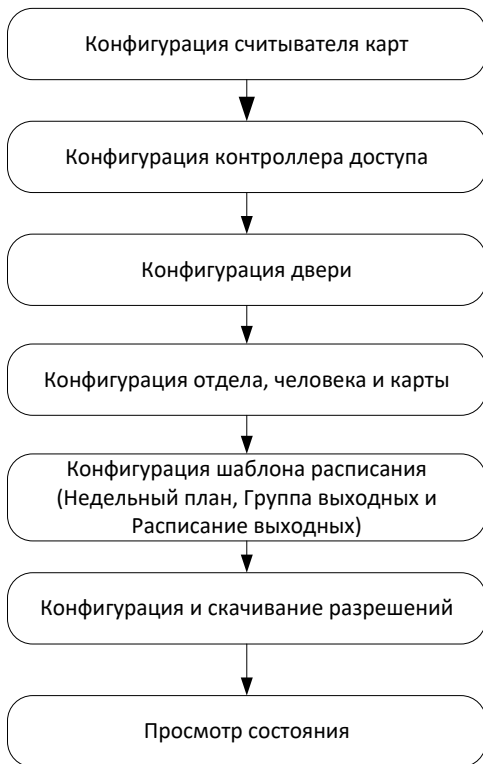 Конфигурация считывателя карт
Конфигурация контроллера доступа
Конфигурация двери
Конфигурация отдела, человека и карты
Конфигурация шаблона расписания
(Недельный план, Группа выходных и
Расписание выходных)
Конфигурация и скачивание разрешений
Просмотр состояния